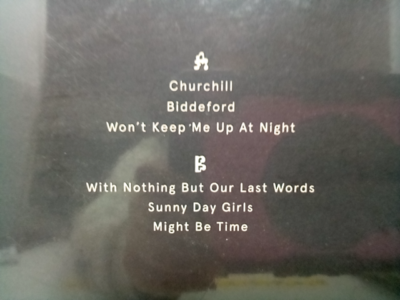 A
Churchill
Biddeford
Won't Keep Me Up At Night
B
With Nothing But Our Last Words
Sunny Day Girls
Might Be Time